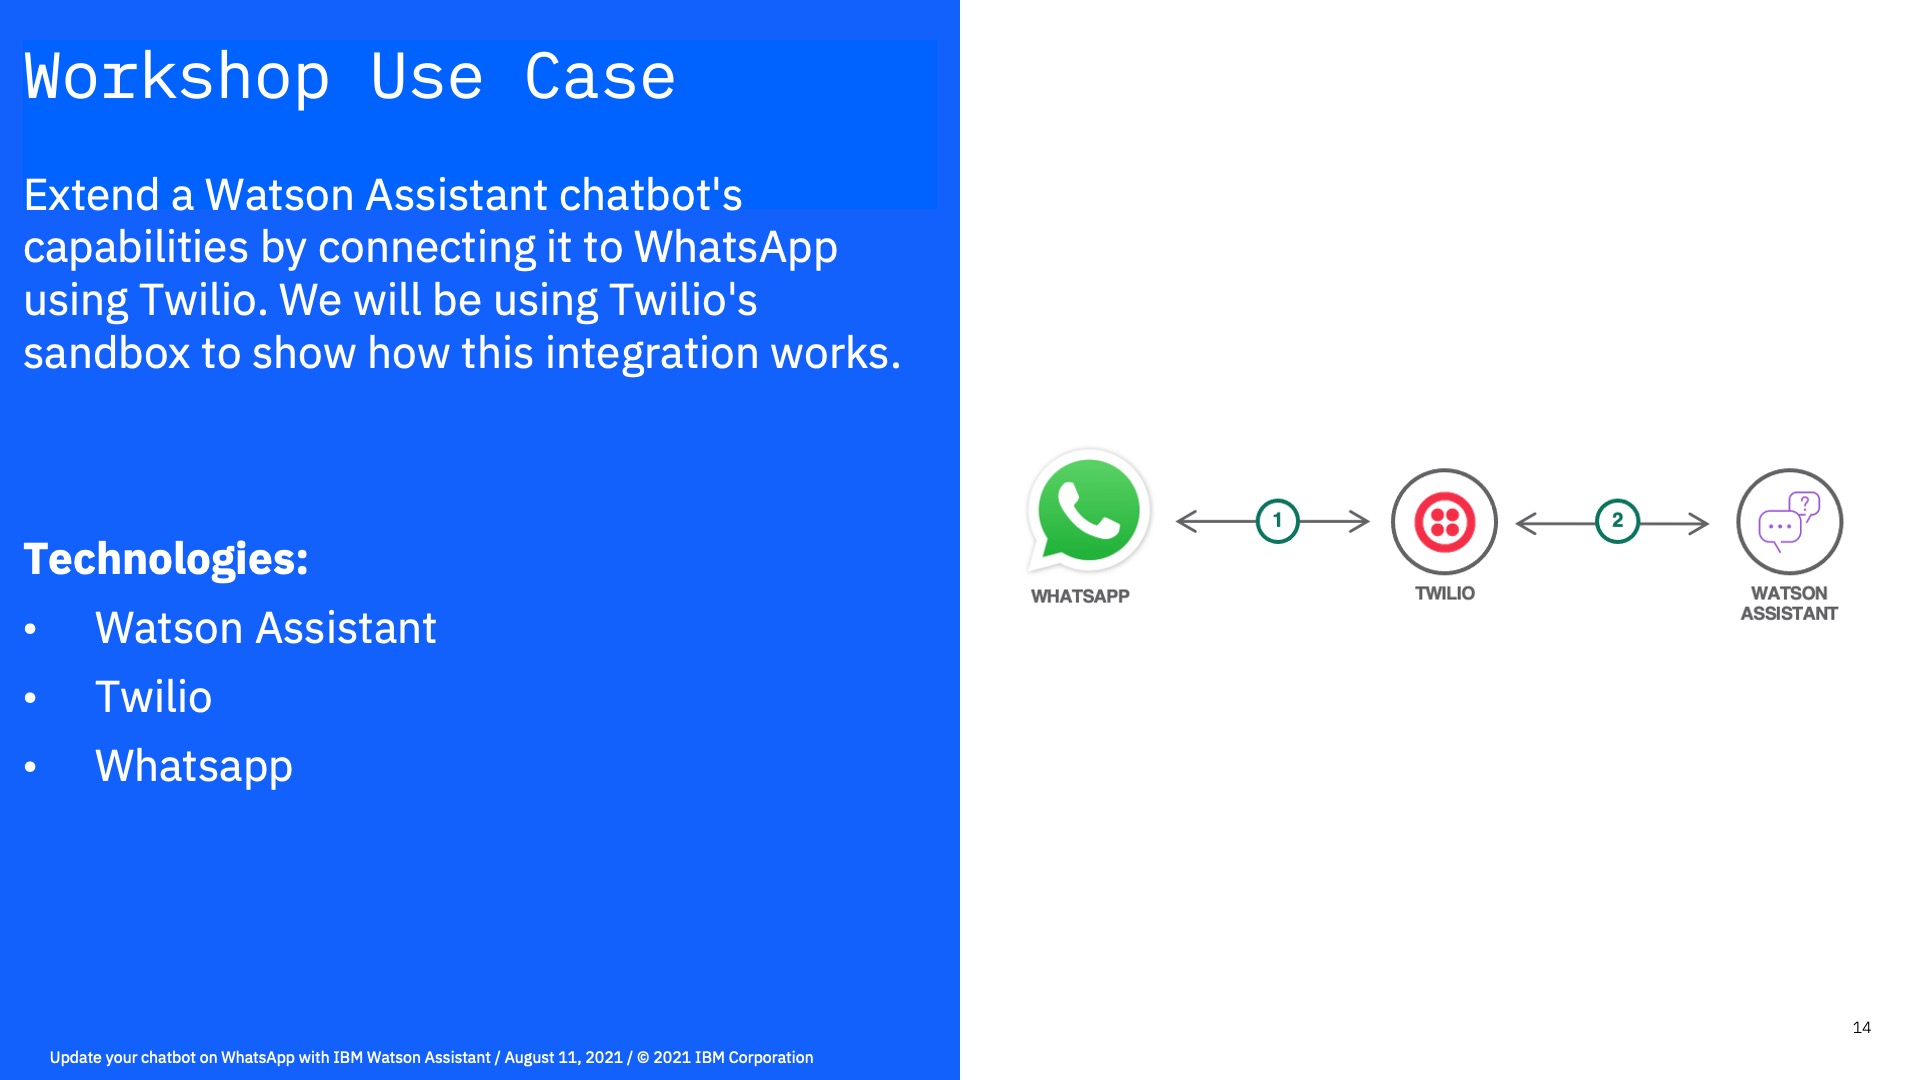 Workshop Use Case
Extend a Watson Assistant chatbot's
capabilities by connecting it to WhatsApp
using Twilio. We will be using Twilio's
sandbox to show how this integration works.
Technologies:
• Watson Assistant
• Twilio
• Whatsapp
1
2
?
WHATSAPP
TWILIO
WATSON
ASSISTANT
14
Update your chatbot on WhatsApp with IBM Watson Assistant / August 11, 2021 / © 2021 IBM Corporation